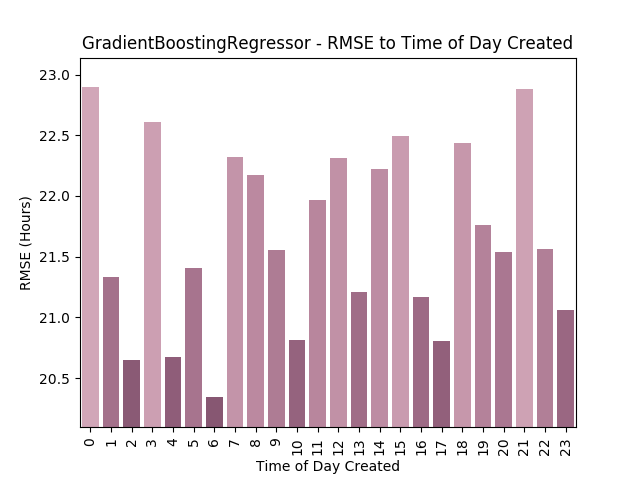 GradientBoostingRegressor - RMSE to Time of Day Created
23.0
22.5
22.0
21.5
21.0
20.5
RMSE (Hours)
0 1 2 3 4 5 6 7 8 9 10 11 12 13 14 15 16 17 18 19 20 21 22 23
Time of Day Created